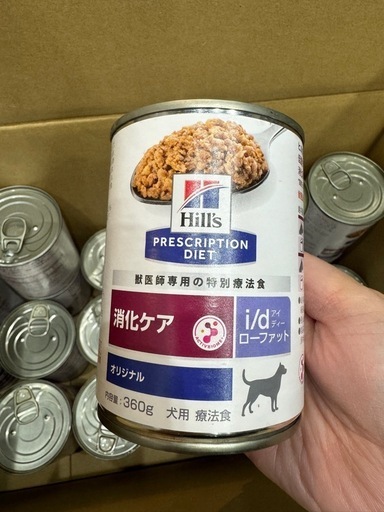 Hill's
PRESCRIPTION
DIET
獣医師専用の特別療法食
消化ケア
ACTIVBIOME+
i/d アイディー
ローファット
オリジナル
内容量:360g 犬用 療法食